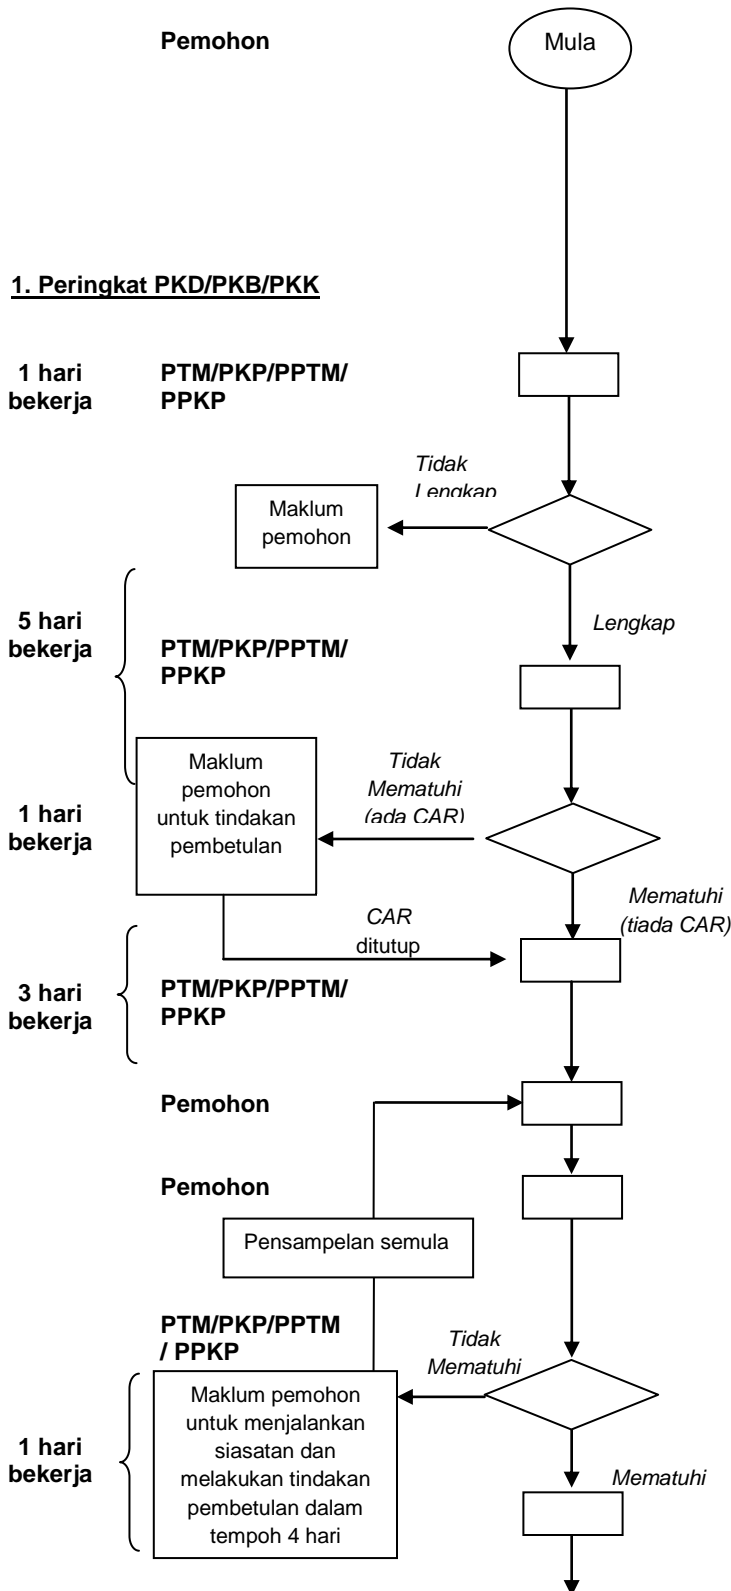 Pemohon
Mula
1. Peringkat PKD/PKB/PKK
1 hari
bekerja
PTM/PKP/PPTM/
PPKP
Tidak
Lengkap
Maklum
pemohon
5 hari
bekerja
Lengkap
PTM/PKP/PPTM/
PPKP
Maklum
pemohon
untuk tindakan
pembetulan
Tidak
Mematuhi
(ada CAR)
1 hari
bekerja
Mematuhi
(tiada CAR)
CAR
ditutup
3 hari
bekerja
PTM/PKP/PPTM/
PPKP
Pemohon
Pemohon
Pensampelan semula
PTM/PKP/PPTM
/ PPKP
Tidak
Mematuhi
Maklum pemohon
untuk menjalankan
siasatan dan
melakukan tindakan
pembetulan dalam
tempoh 4 hari
1 hari
bekerja
Mematuhi